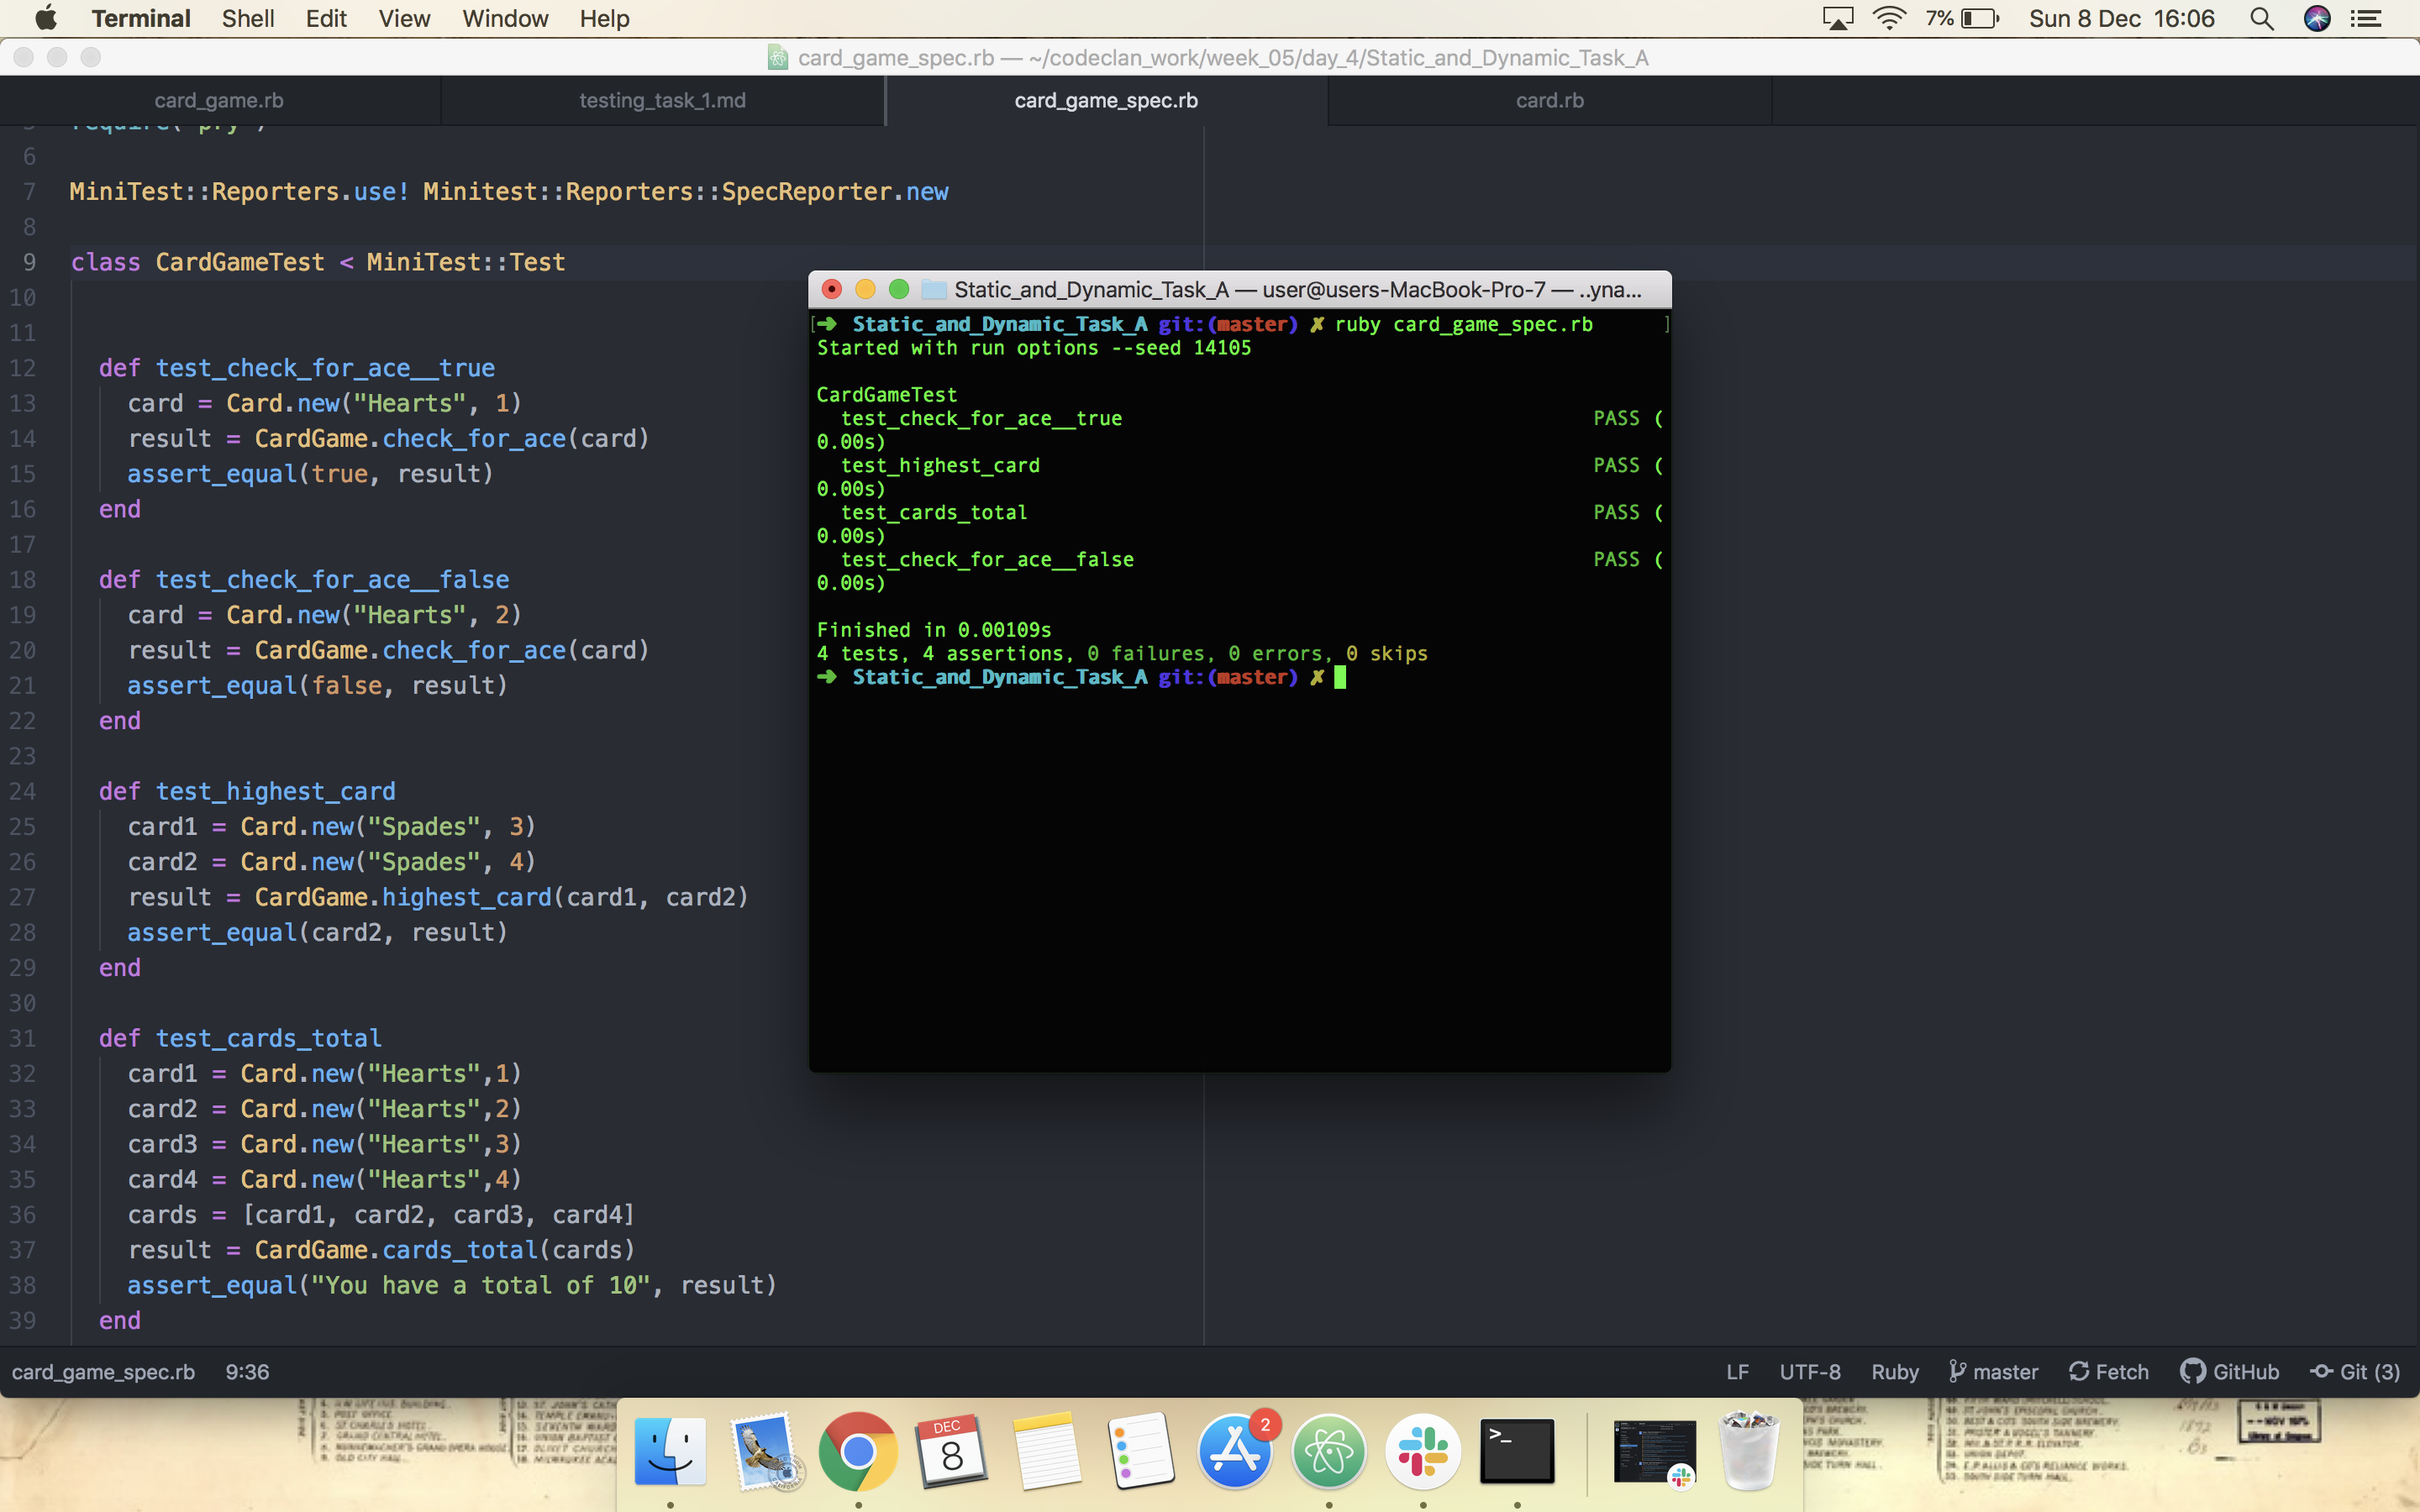 Terminal Shell Edit View Window Help 7% Sun 8 Dec 16:06
card_game_spec.rb — ~/codeclan_work/week_05/day_4/Static_and_Dynamic_Task_A
card_game.rb testing_task_1.md card_game_spec.rb card.rb
6
7 MiniTest::Reporters.use! Minitest::Reporters::SpecReporter.new
8
9 class CardGameTest < MiniTest::Test
10
11
12 def test_check_for_ace__true
13 card = Card.new("Hearts", 1)
14 result = CardGame.check_for_ace(card)
15 assert_equal(true, result)
16 end
17
18 def test_check_for_ace__false
19 card = Card.new("Hearts", 2)
20 result = CardGame.check_for_ace(card)
21 assert_equal(false, result)
22 end
23
24 def test_highest_card
25 card1 = Card.new("Spades", 3)
26 card2 = Card.new("Spades", 4)
27 result = CardGame.highest_card(card1, card2)
28 assert_equal(card2, result)
29 end
30
31 def test_cards_total
32 card1 = Card.new("Hearts",1)
33 card2 = Card.new("Hearts",2)
34 card3 = Card.new("Hearts",3)
35 card4 = Card.new("Hearts",4)
36 cards = [card1, card2, card3, card4]
37 result = CardGame.cards_total(cards)
38 assert_equal("You have a total of 10", result)
39 end
Static_and_Dynamic_Task_A — user@users-MacBook-Pro-7 — ..yna...
[➜ Static_and_Dynamic_Task_A git:(master) ✗ ruby card_game_spec.rb ]
Started with run options --seed 14105
CardGameTest
test_check_for_ace__true PASS (
0.00s)
test_highest_card PASS (
0.00s)
test_cards_total PASS (
0.00s)
test_check_for_ace__false PASS (
0.00s)
Finished in 0.00109s
4 tests, 4 assertions, 0 failures, 0 errors, 0 skips
➜ Static_and_Dynamic_Task_A git:(master) ✗
card_game_spec.rb 9:36 LF UTF-8 Ruby master Fetch GitHub Git (3)
DEC
8
2
>_